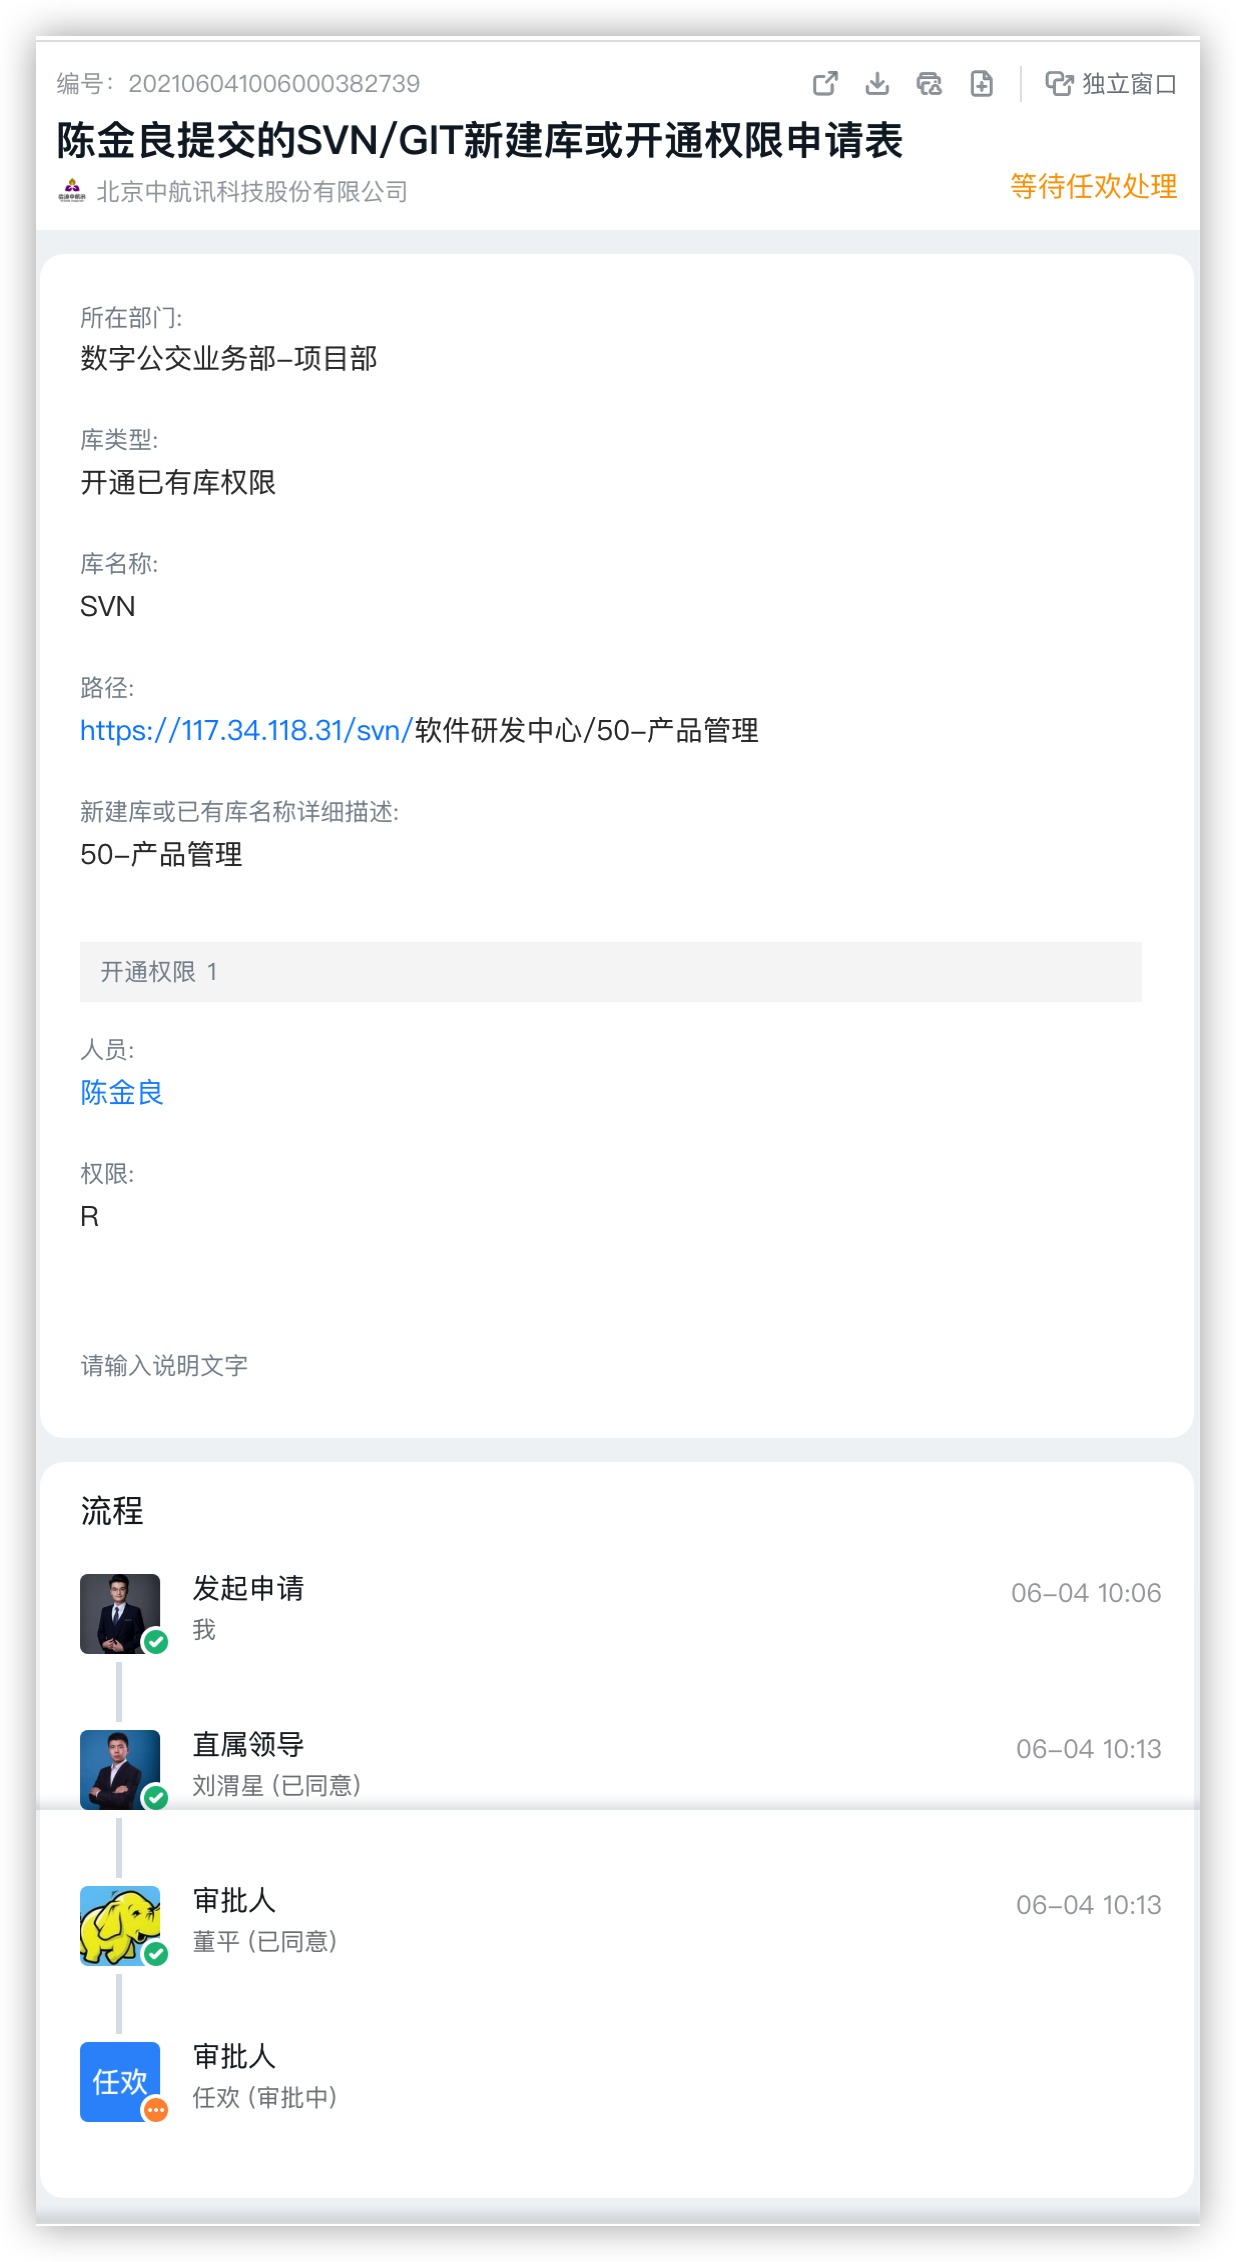 编号：202106041006000382739
独立窗口
陈金良提交的SVN/GIT新建库或开通权限申请表
北京中航讯科技股份有限公司
等待任欢处理
所在部门:
数字公交业务部-项目部
库类型:
开通已有库权限
库名称:
SVN
路径:
https://117.34.118.31/svn/软件研发中心/50-产品管理
新建库或已有库名称详细描述:
50-产品管理
开通权限 1
人员:
陈金良
权限:
R
请输入说明文字
流程
发起申请
06-04 10:06
我
直属领导
06-04 10:13
刘渭星 (已同意)
审批人
06-04 10:13
董平 (已同意)
任欢
审批人
任欢 (审批中)